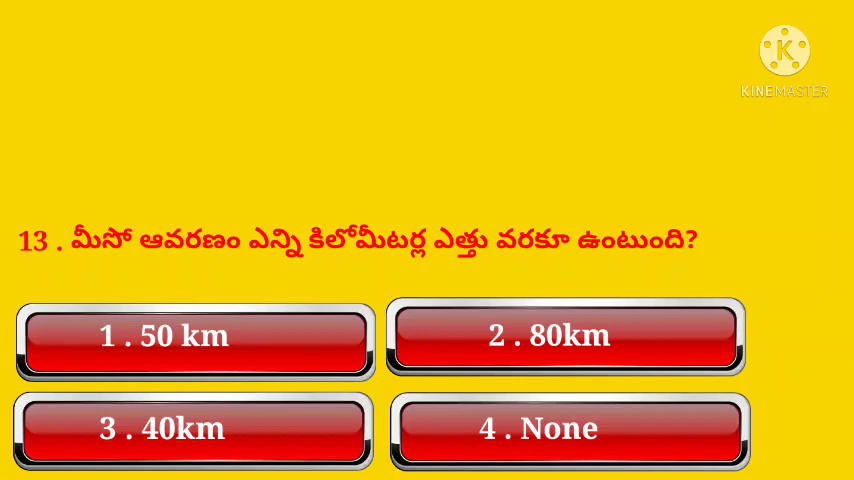 KINEMASTER
13 . మీసో ఆవరణం ఎన్ని కిలోమీటర్ల ఎత్తు వరకూ ఉంటుంది?
1 . 50 km
2 . 80km
3 . 40km
4 . None